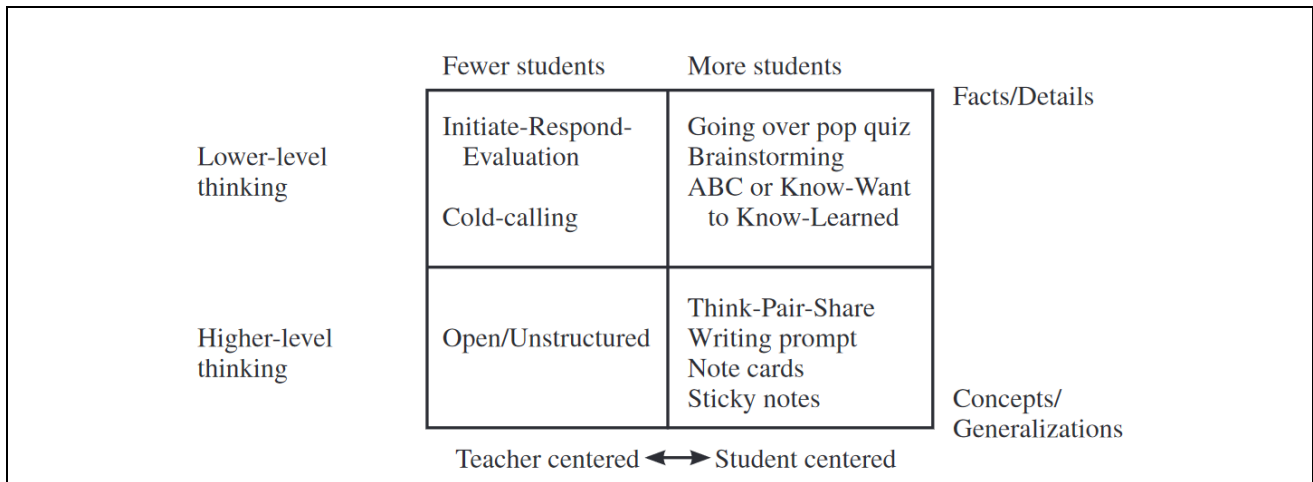 Fewer students
More students
Facts/Details
Lower-level
thinking
Initiate-Respond-
Evaluation
Cold-calling
Going over pop quiz
Brainstorming
ABC or Know-Want
to Know-Learned
Higher-level
thinking
Open/Unstructured
Think-Pair-Share
Writing prompt
Note cards
Sticky notes
Concepts/
Generalizations
Teacher centered ↔ Student centered